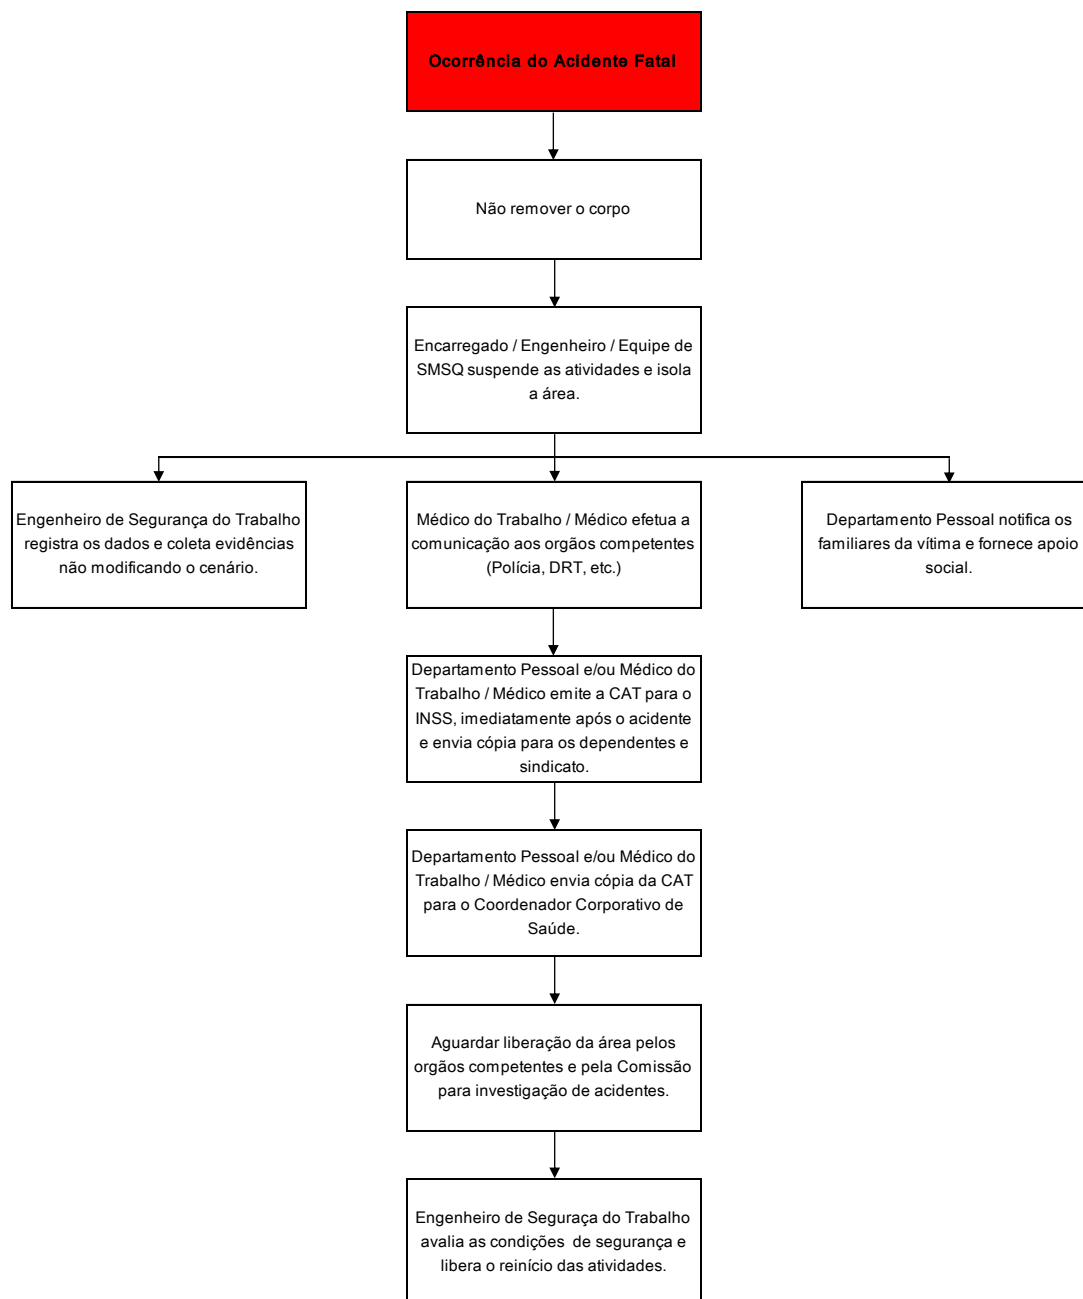 Ocorrência do Acidente Fatal
Não remover o corpo
Encarregado / Engenheiro / Equipe de
SMSQ suspende as atividades e isola
a área.
Engenheiro de Segurança do Trabalho
registra os dados e coleta evidências
não modificando o cenário.
Médico do Trabalho / Médico efetua a
comunicação aos orgãos competentes
(Polícia, DRT, etc.)
Departamento Pessoal notifica os
familiares da vítima e fornece apoio
social.
Departamento Pessoal e/ou Médico do
Trabalho / Médico emite a CAT para o
INSS, imediatamente após o acidente
e envia cópia para os dependentes e
sindicato.
Departamento Pessoal e/ou Médico do
Trabalho / Médico envia cópia da CAT
para o Coordenador Corporativo de
Saúde.
Aguardar liberação da área pelos
orgãos competentes e pela Comissão
para investigação de acidentes.
Engenheiro de Seguraça do Trabalho
avalia as condições  de segurança e
libera o reinício das atividades.